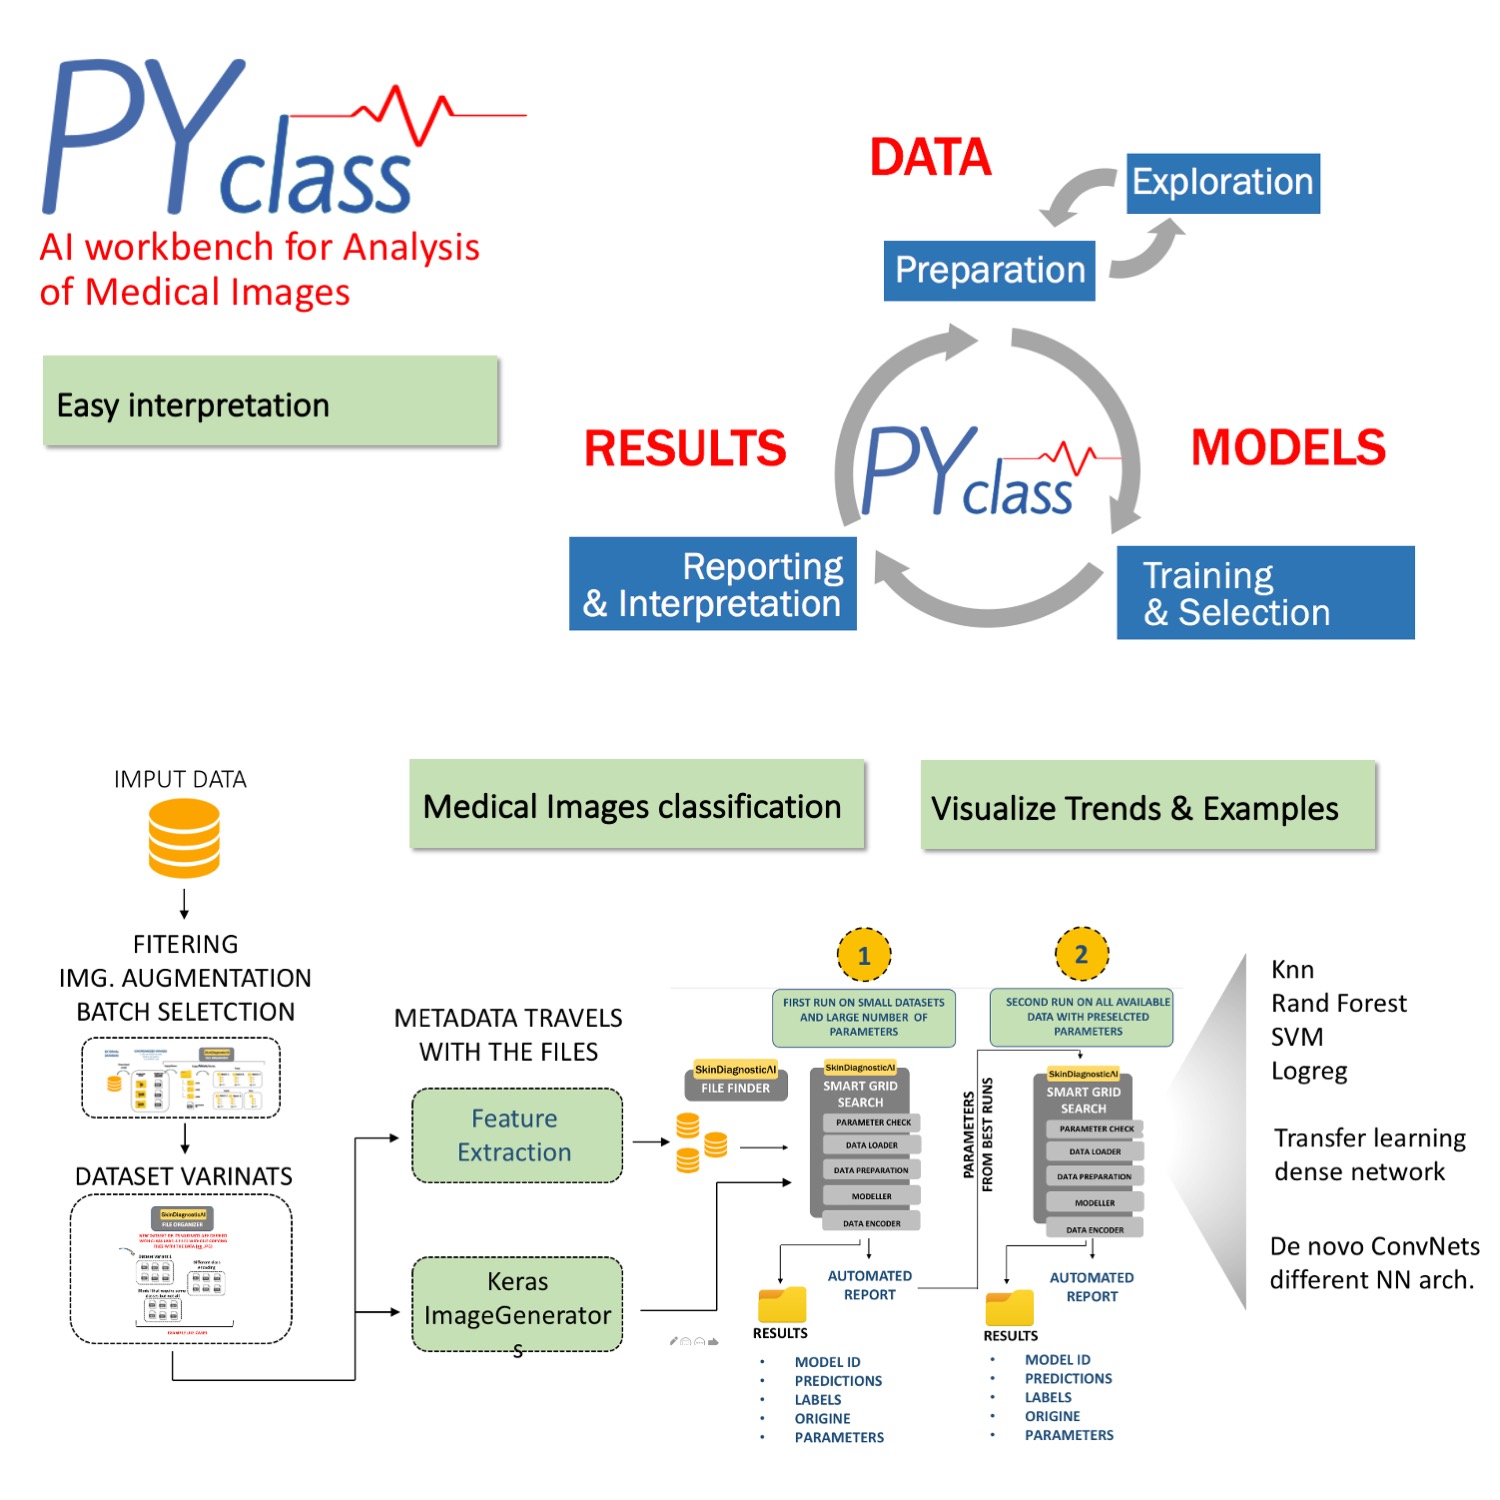 PYclass
AI workbench for Analysis
of Medical Images
Easy interpretation
DATA
Exploration
Preparation
RESULTS
MODELS
PYclass
Reporting
& Interpretation
Training
& Selection
IMPUT DATA
Medical Images classification
Visualize Trends & Examples
FITERING
IMG. AUGMENTATION
BATCH SELETCTION
DATASET VARINATS
SkinDiagnosticAI
FILE ORGANIZER
METADATA TRAVELS
WITH THE FILES
Feature
Extraction
Keras
ImageGenerator
s
SkinDiagnosticAI
FILE FINDER
1
FIRST RUN ON SMALL DATASETS
AND LARGE NUMBER OF
PARAMETERS
SkinDiagnosticAI
SMART GRID
SEARCH
PARAMETER CHECK
DATA LOADER
DATA PREPARATION
MODELLER
DATA ENCODER
AUTOMATED
REPORT
RESULTS
• MODEL ID
• PREDICTIONS
• LABELS
• ORIGINE
• PARAMETERS
PARAMETERS
FROM BEST RUNS
2
SECOND RUN ON ALL AVAILABLE
DATA WITH PRESELCTED
PARAMETERS
SkinDiagnosticAI
SMART GRID
SEARCH
PARAMETER CHECK
DATA LOADER
DATA PREPARATION
MODELLER
DATA ENCODER
AUTOMATED
REPORT
RESULTS
• MODEL ID
• PREDICTIONS
• LABELS
• ORIGINE
• PARAMETERS
Knn
Rand Forest
SVM
Logreg
Transfer learning
dense network
De novo ConvNets
different NN arch.